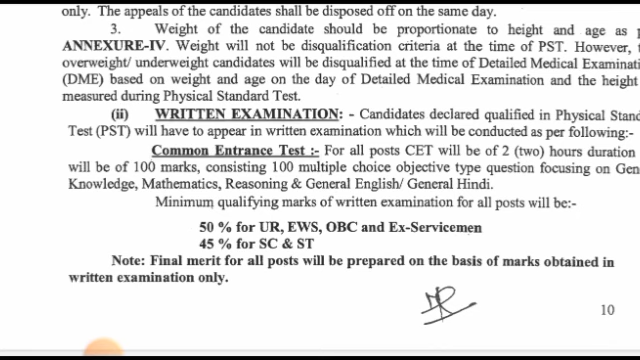 only. The appeals of the candidates shall be disposed off on the same day.
3. Weight of the candidate should be proportionate to height and age as
ANNEXURE-IV. Weight will not be disqualification criteria at the time of PST. However,
overweight/ underweight candidates will be disqualified at the time of Detailed Medical Examinati
(DME) based on weight and age on the day of Detailed Medical Examination and the height
measured during Physical Standard Test.
(ii) WRITTEN EXAMINATION: - Candidates declared qualified in Physical Stand
Test (PST) will have to appear in written examination which will be conducted as per following:-
Common Entrance Test :- For all posts CET will be of 2 (two) hours duration
will be of 100 marks, consisting 100 multiple choice objective type question focusing on Gen
Knowledge, Mathematics, Reasoning & General English/ General Hindi.
Minimum qualifying marks of written examination for all posts will be:-
50 % for UR, EWS, OBC and Ex-Servicemen
45 % for SC & ST
Note: Final merit for all posts will be prepared on the basis of marks obtained in
written examination only.
10